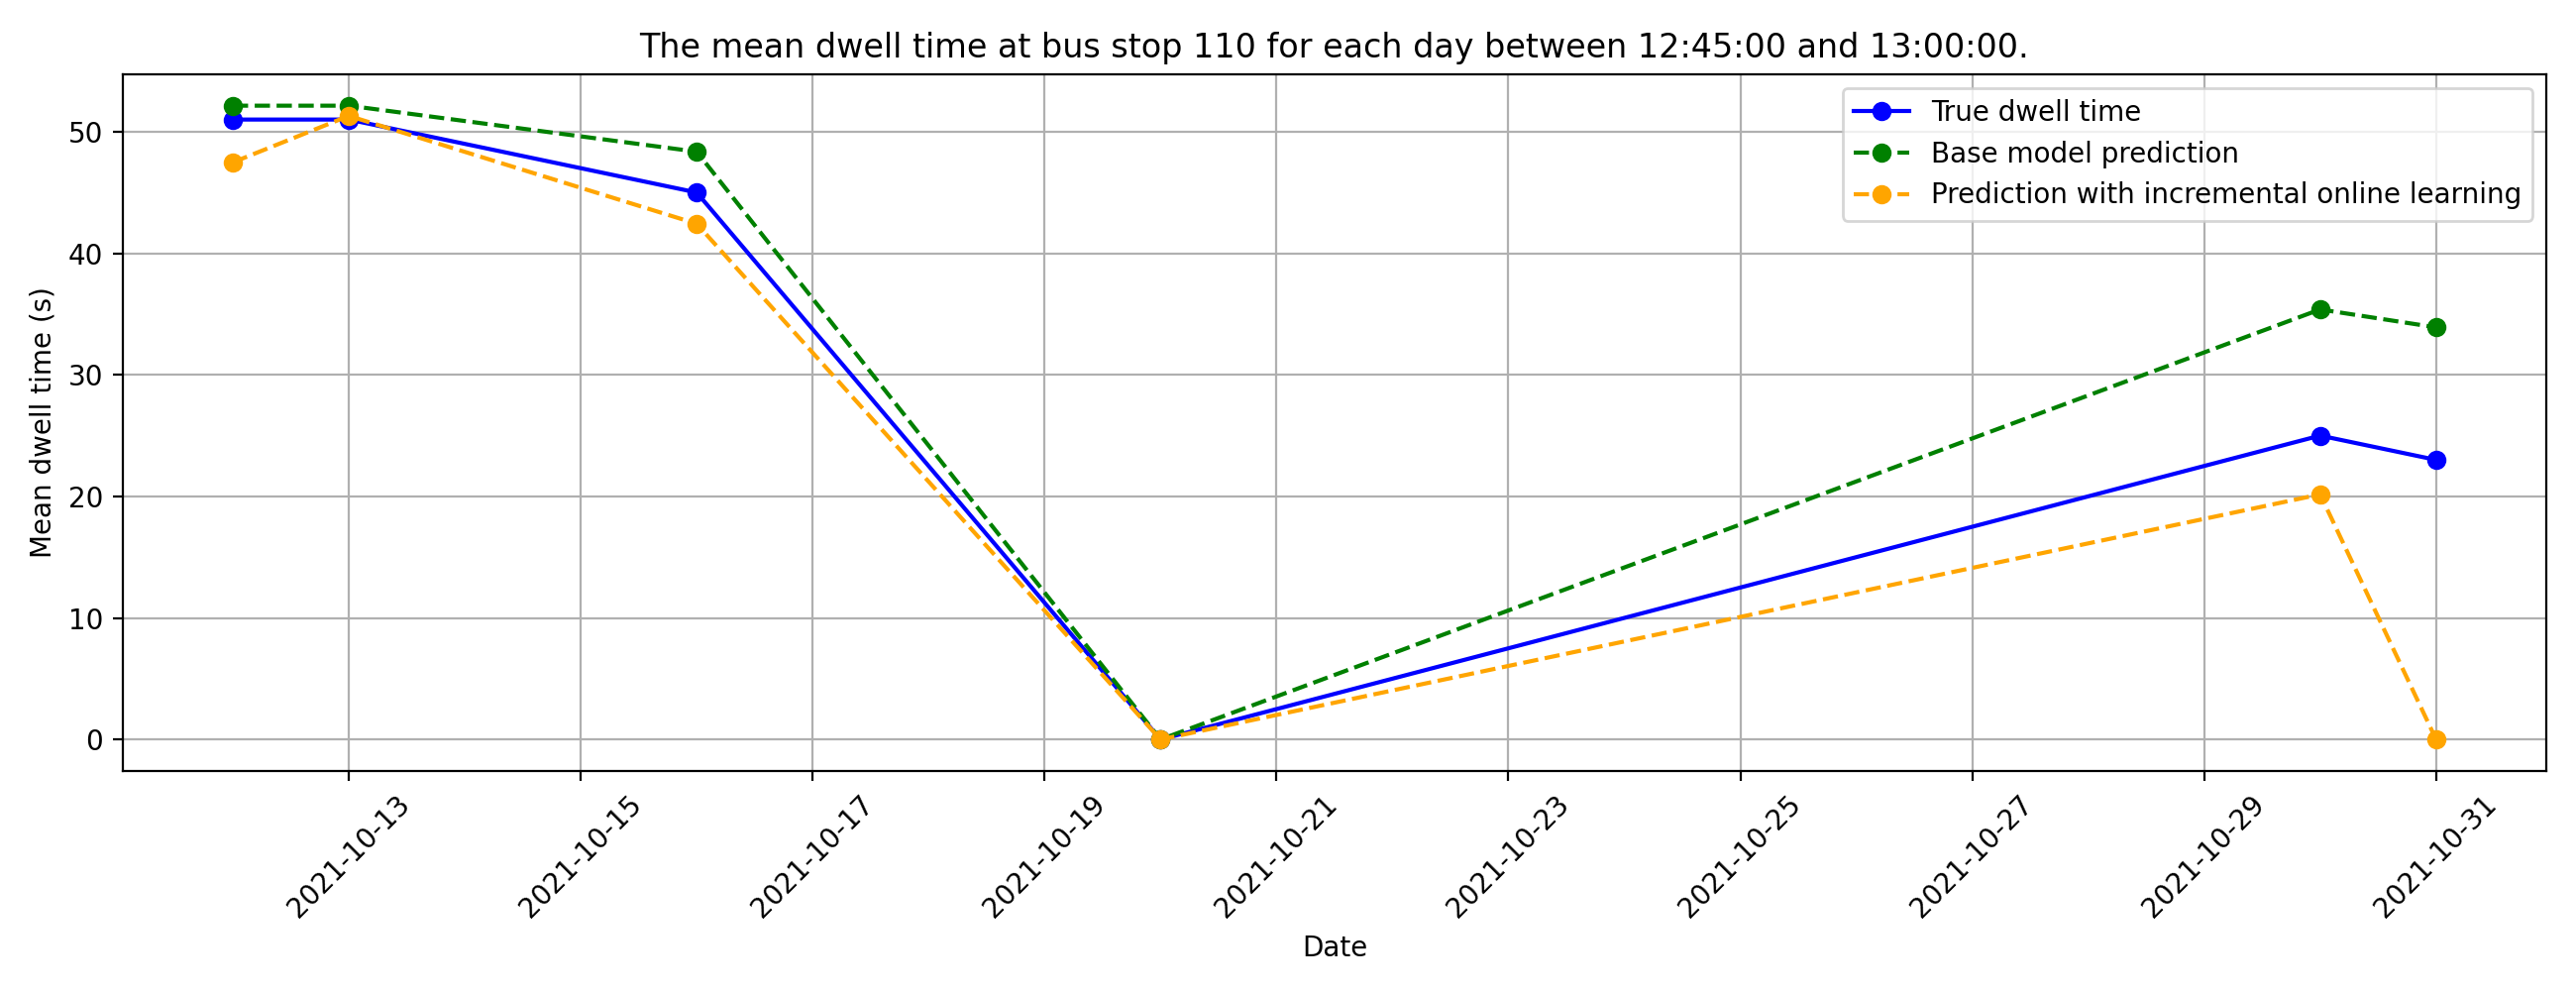 The mean dwell time at bus stop 110 for each day between 12:45:00 and 13:00:00.
True dwell time
Base model prediction
Prediction with incremental online learning
Mean dwell time (s)
50
40
30
20
10
0
2021-10-13
2021-10-15
2021-10-17
2021-10-19
2021-10-21
2021-10-23
2021-10-25
2021-10-27
2021-10-29
2021-10-31
Date